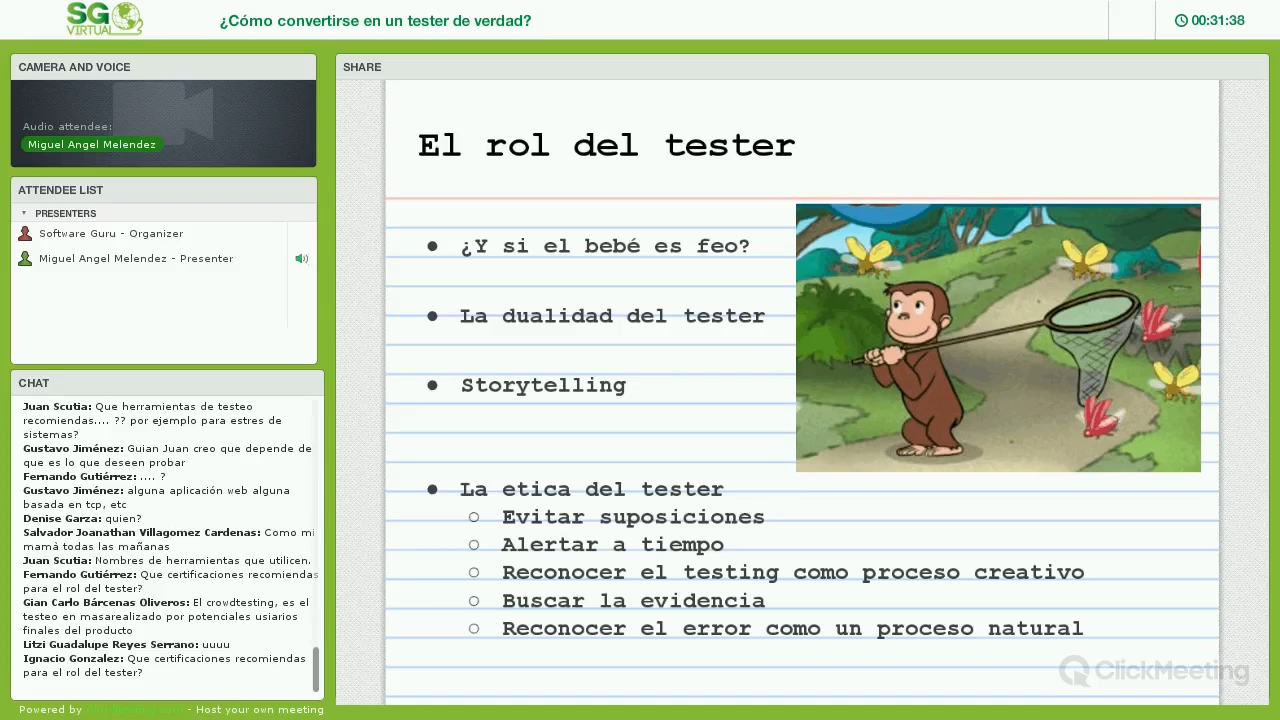 SG
VIRTUAL
¿Cómo convertirse en un tester de verdad?
00:31:38
CAMERA AND VOICE
Audio attendee:
Miguel Angel Melendez
ATTENDEE LIST
PRESENTERS
Software Guru - Organizer
Miguel Angel Melendez - Presenter
CHAT
Juan Scutia: Que herramientas de testeo
recomiendas.... ?? por ejemplo para estres de
sistemas?
Gustavo Jiménez: Guian Juan creo que depende de
que es lo que deseen probar
Fernando Gutiérrez: .... ?
Gustavo Jiménez: alguna aplicación web alguna
basada en tcp, etc
Denise Garza: quien?
Salvador Joanathan Villagomez Cardenas: Como mi
mamà todas las mañanas
Juan Scutia: Nombres de herramientas que utilicen.
Fernando Gutiérrez: Que certificaciones recomiendas
para el rol del tester?
Gian Carlo Bárcenas Oliveros: El crowdtesting, es el
testeo en masarealizado por potenciales usiarios
finales del producto
Litzi Guadalupe Reyes Serrano: uuuu
Ignacio Gonzalez: Que certificaciones recomiendas
para el rol del tester?
Powered by ClickMeeting.com - Host your own meeting
SHARE
El rol del tester
● ¿Y si el bebé es feo?
● La dualidad del tester
● Storytelling
● La etica del tester
○ Evitar suposiciones
○ Alertar a tiempo
○ Reconocer el testing como proceso creativo
○ Buscar la evidencia
○ Reconocer el error como un proceso natural
ClickMeeting